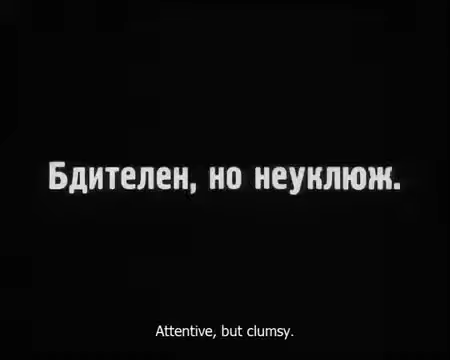 Бдителен, но неуклюж.
Attentive, but clumsy.